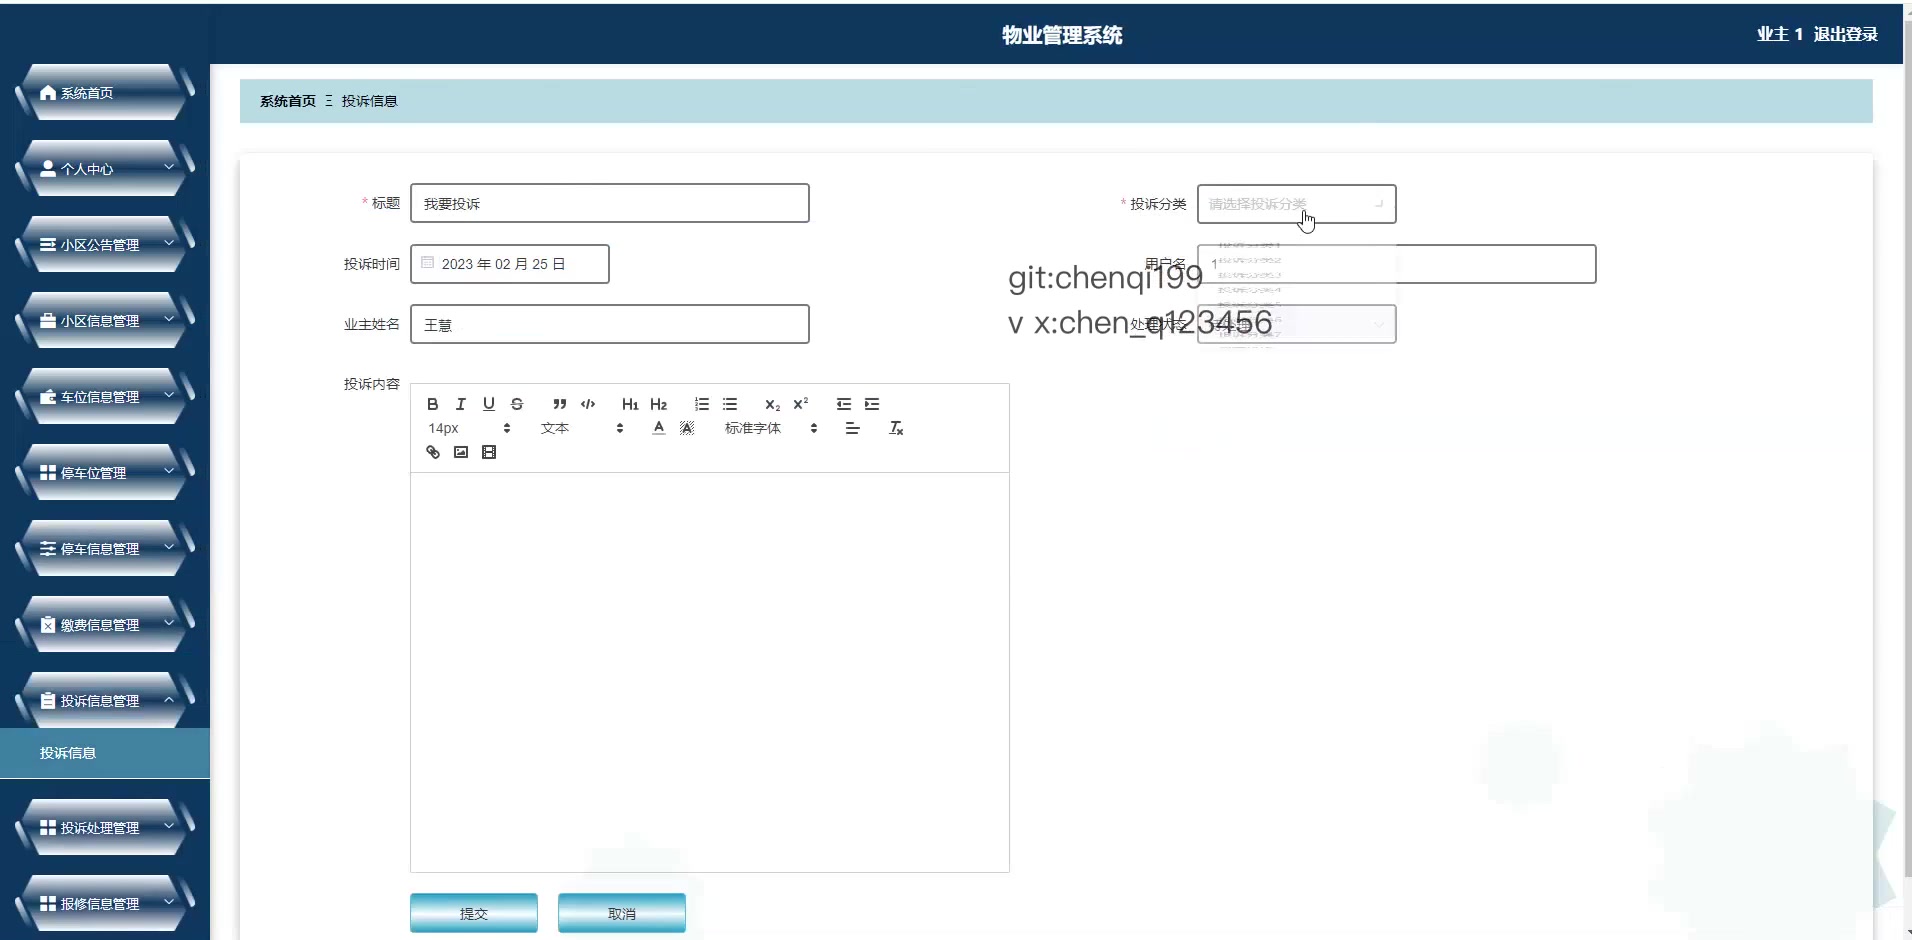 物业管理系统
业主 1 退出登录
系统首页
个人中心
小区公告管理
小区信息管理
车位信息管理
停车位管理
停车信息管理
缴费信息管理
投诉信息管理
投诉信息
投诉处理管理
报修信息管理
系统首页 Ξ 投诉信息
* 标题 我要投诉
* 投诉分类 请选择投诉分类
投诉时间 2023 年 02 月 25 日
用户名 1
git:chenqi199
业主姓名 王慧
处理状态
v x:chen_q123456
投诉内容
B I U S ” </> H1 H2 X₂ X²
14px 文本 A A 标准字体
提交 取消